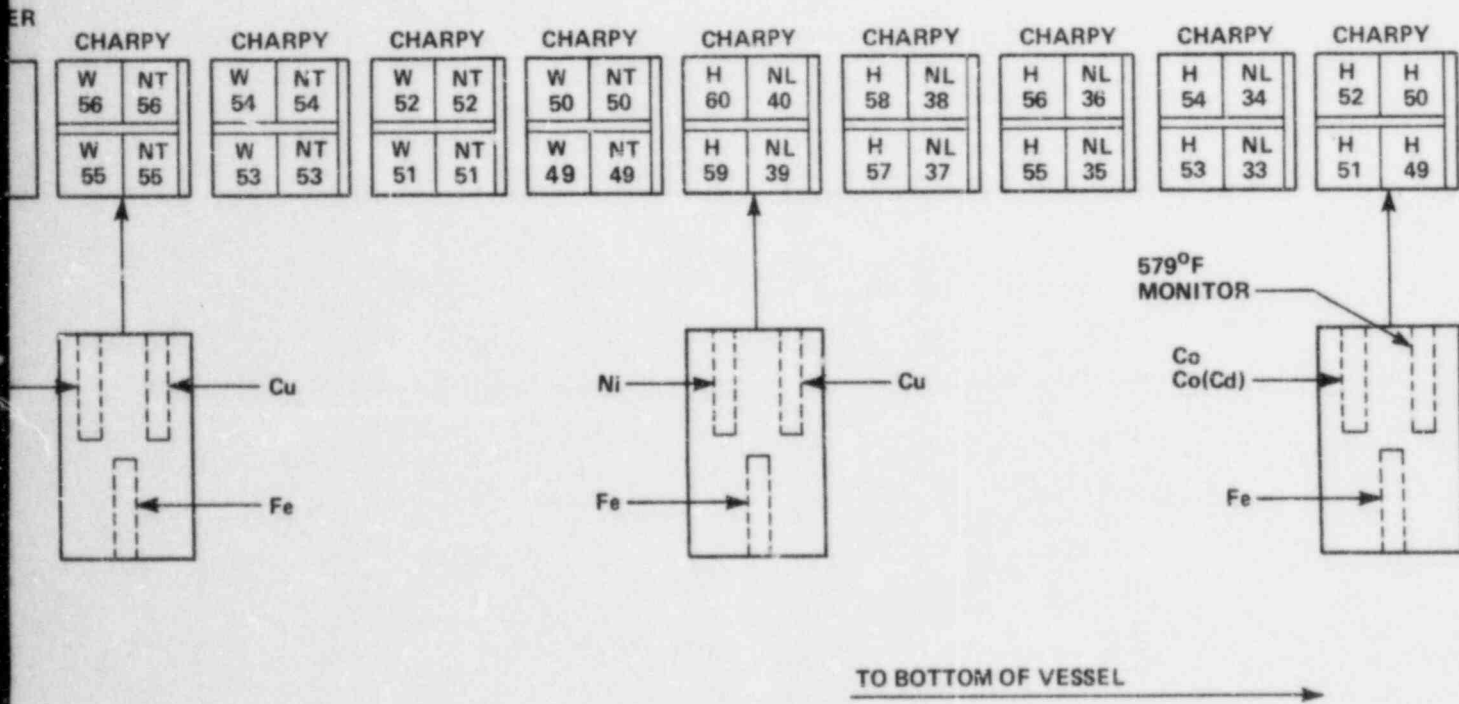 ER
CHARPY CHARPY CHARPY CHARPY CHARPY CHARPY CHARPY CHARPY CHARPY
W NT W NT W NT W NT H NL H NL H NL H NL H H
56 56 54 54 52 52 50 50 60 40 58 38 56 36 54 34 52 50
W NT W NT W NT W NT H NL H NL H NL H NL H H
55 55 53 53 51 51 49 49 59 39 57 37 55 35 53 33 51 49
579°F
MONITOR
Co
Cu Ni Cu Co(Cd)
Fe Fe Fe
TO BOTTOM OF VESSEL